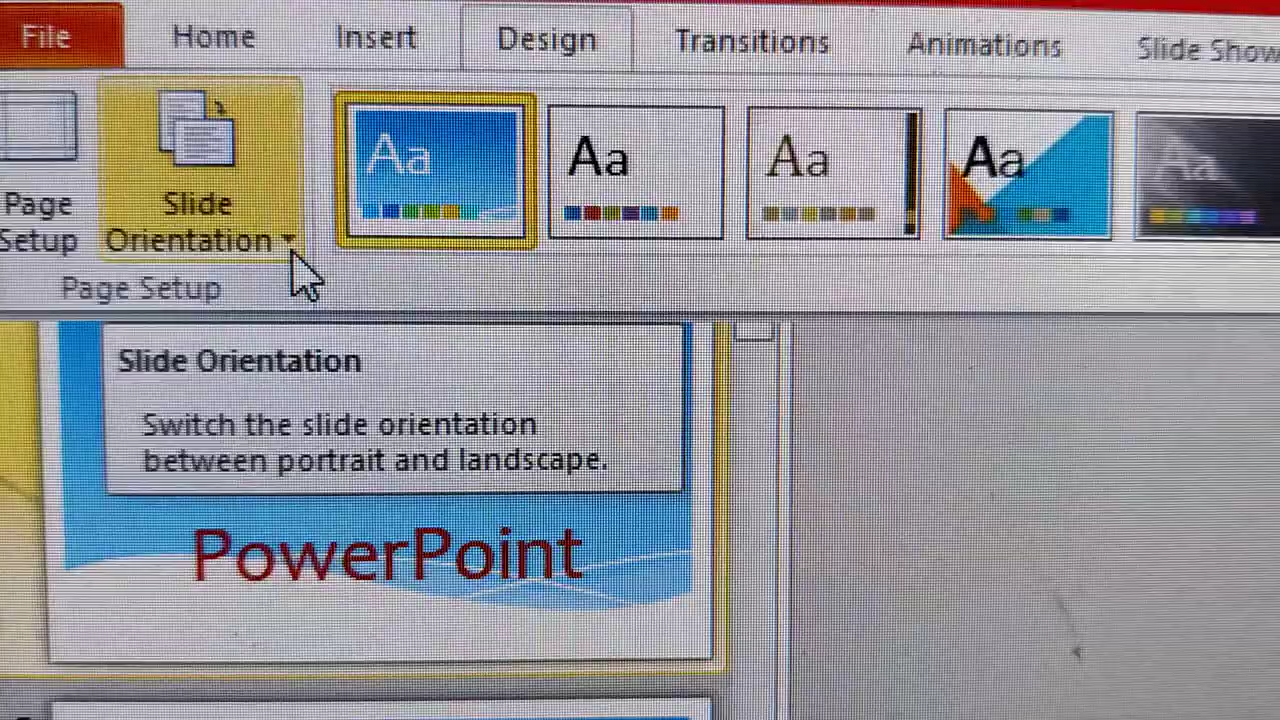 File Home Insert Design Transitions Animations Slide Show
Aa Aa Aa Aa Aa
Page Setup
Slide Orientation
Page Setup
Slide Orientation
Switch the slide orientation
between portrait and landscape.
PowerPoint